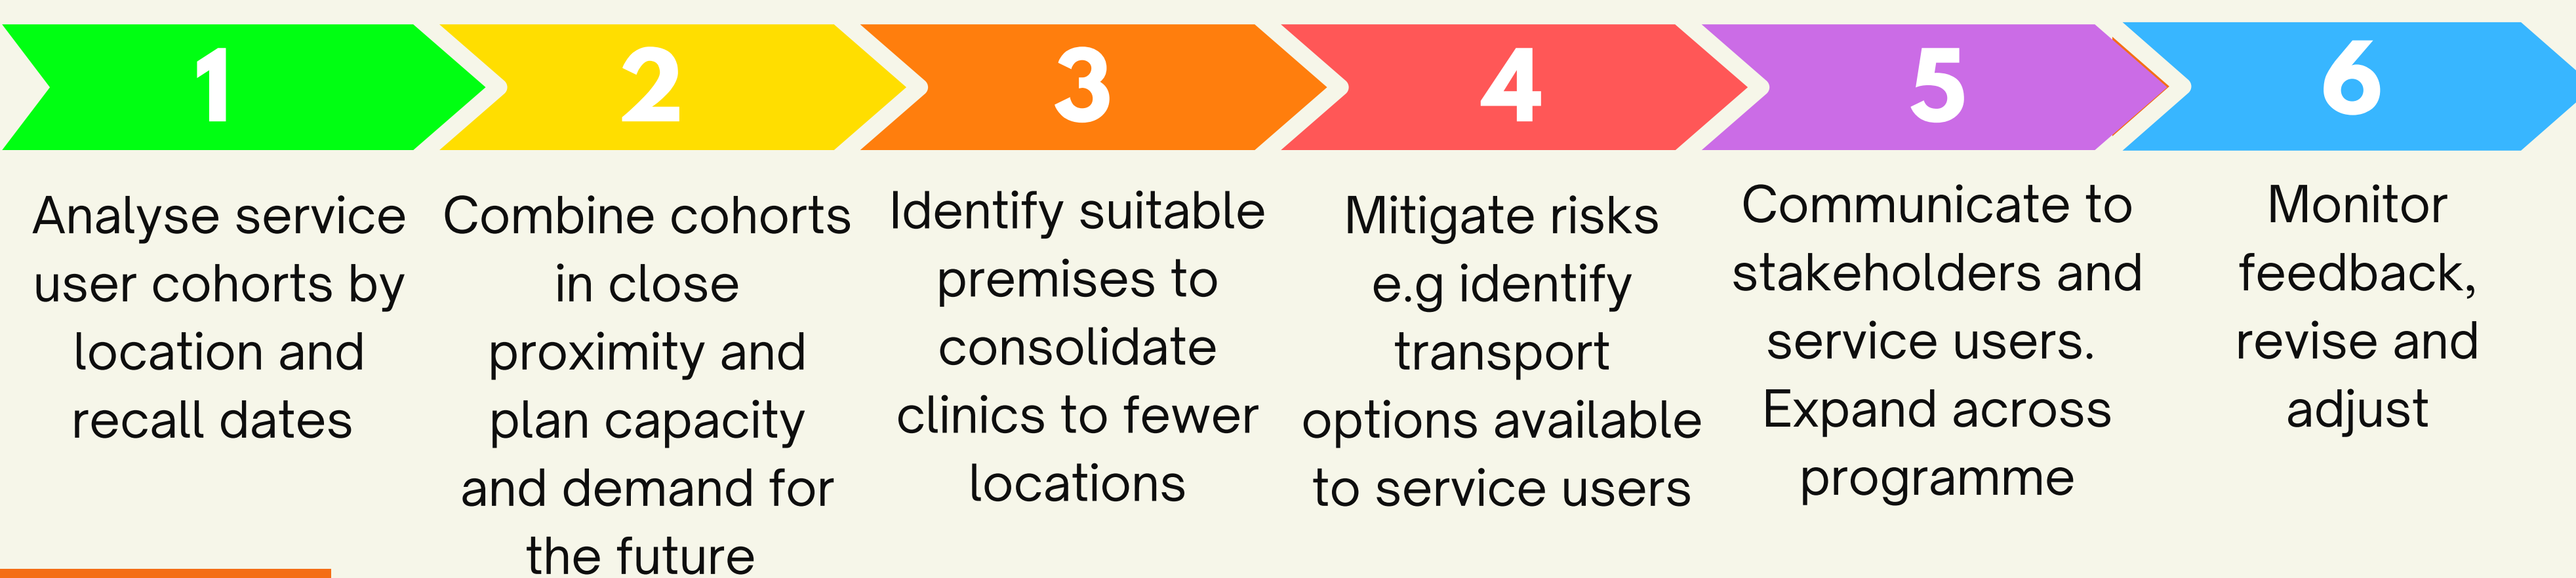 1
Analyse service
user cohorts by
location and
recall dates
2
Combine cohorts
in close
proximity and
plan capacity
and demand for
the future
3
Identify suitable
premises to
consolidate
clinics to fewer
locations
4
Mitigate risks
e.g identify
transport
options available
to service users
5
Communicate to
stakeholders and
service users.
Expand across
programme
6
Monitor
feedback,
revise and
adjust